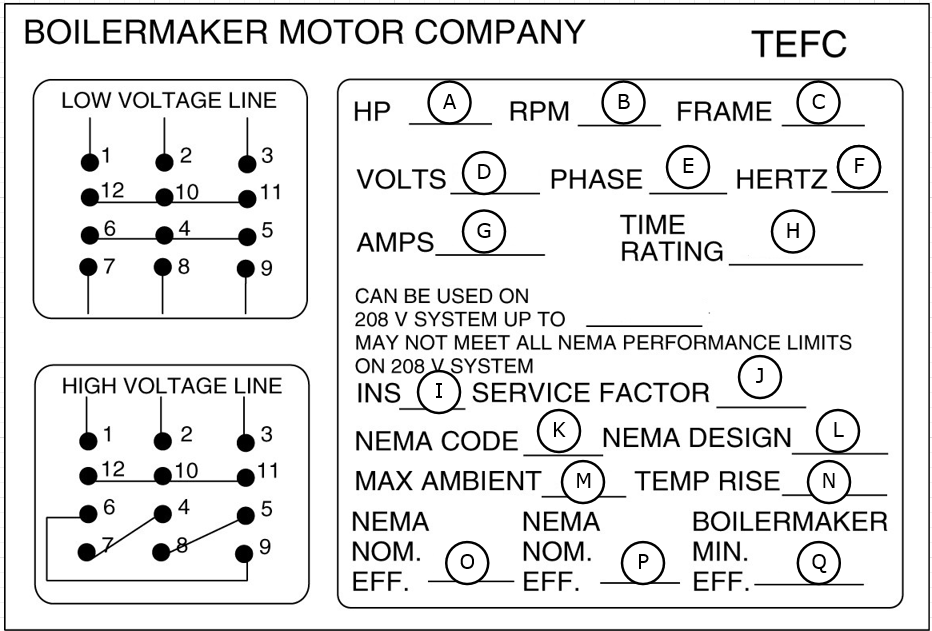 BOILERMAKER MOTOR COMPANY
TEFC
LOW VOLTAGE LINE
1 2 3
12 10 11
6 4 5
7 8 9
HIGH VOLTAGE LINE
1 2 3
12 10 11
6 4 5
7 8 9
HP A RPM B FRAME C
VOLTS D PHASE E HERTZ F
AMPS G TIME
RATING H
CAN BE USED ON
208 V SYSTEM UP TO
MAY NOT MEET ALL NEMA PERFORMANCE LIMITS
ON 208 V SYSTEM
INS I SERVICE FACTOR J
NEMA CODE K NEMA DESIGN L
MAX AMBIENT M TEMP RISE N
NEMA
NOM.
EFF. O
NEMA
NOM.
EFF. P
BOILERMAKER
MIN.
EFF. Q